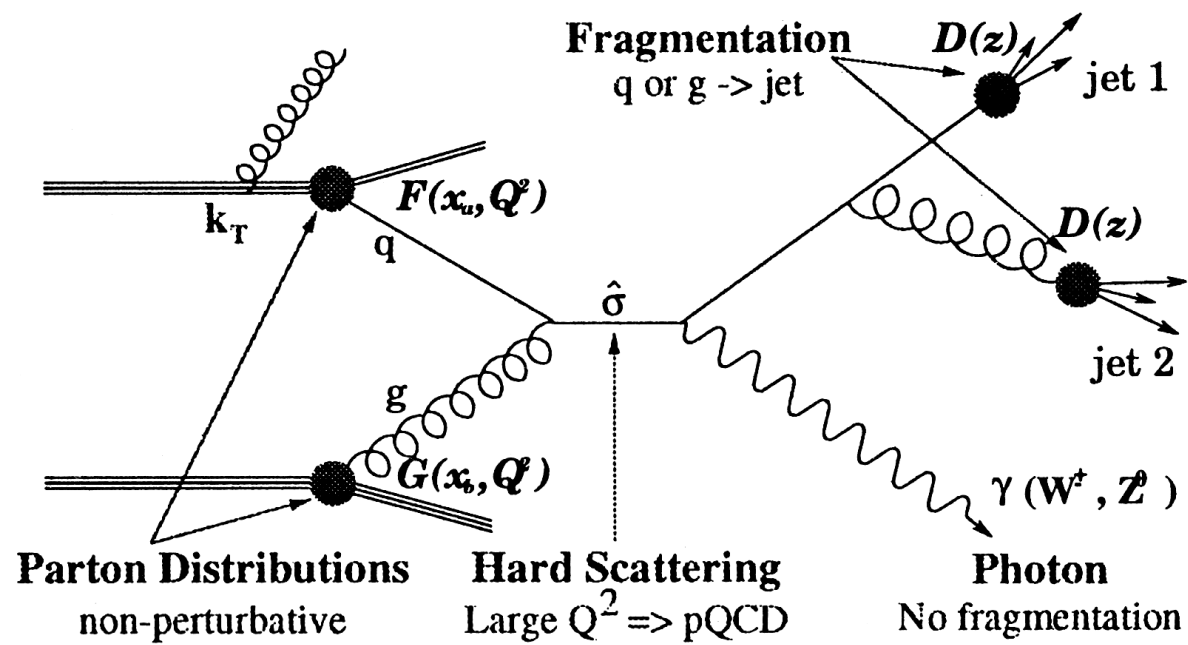 Fragmentation
q or g -> jet
D(z)
jet 1
k_T
F(x_a, Q²)
q
D(z)
σ̂
jet 2
g
G(x_b, Q²)
γ (W^±, Z⁰ )
Parton Distributions
non-perturbative
Hard Scattering
Large Q² => pQCD
Photon
No fragmentation